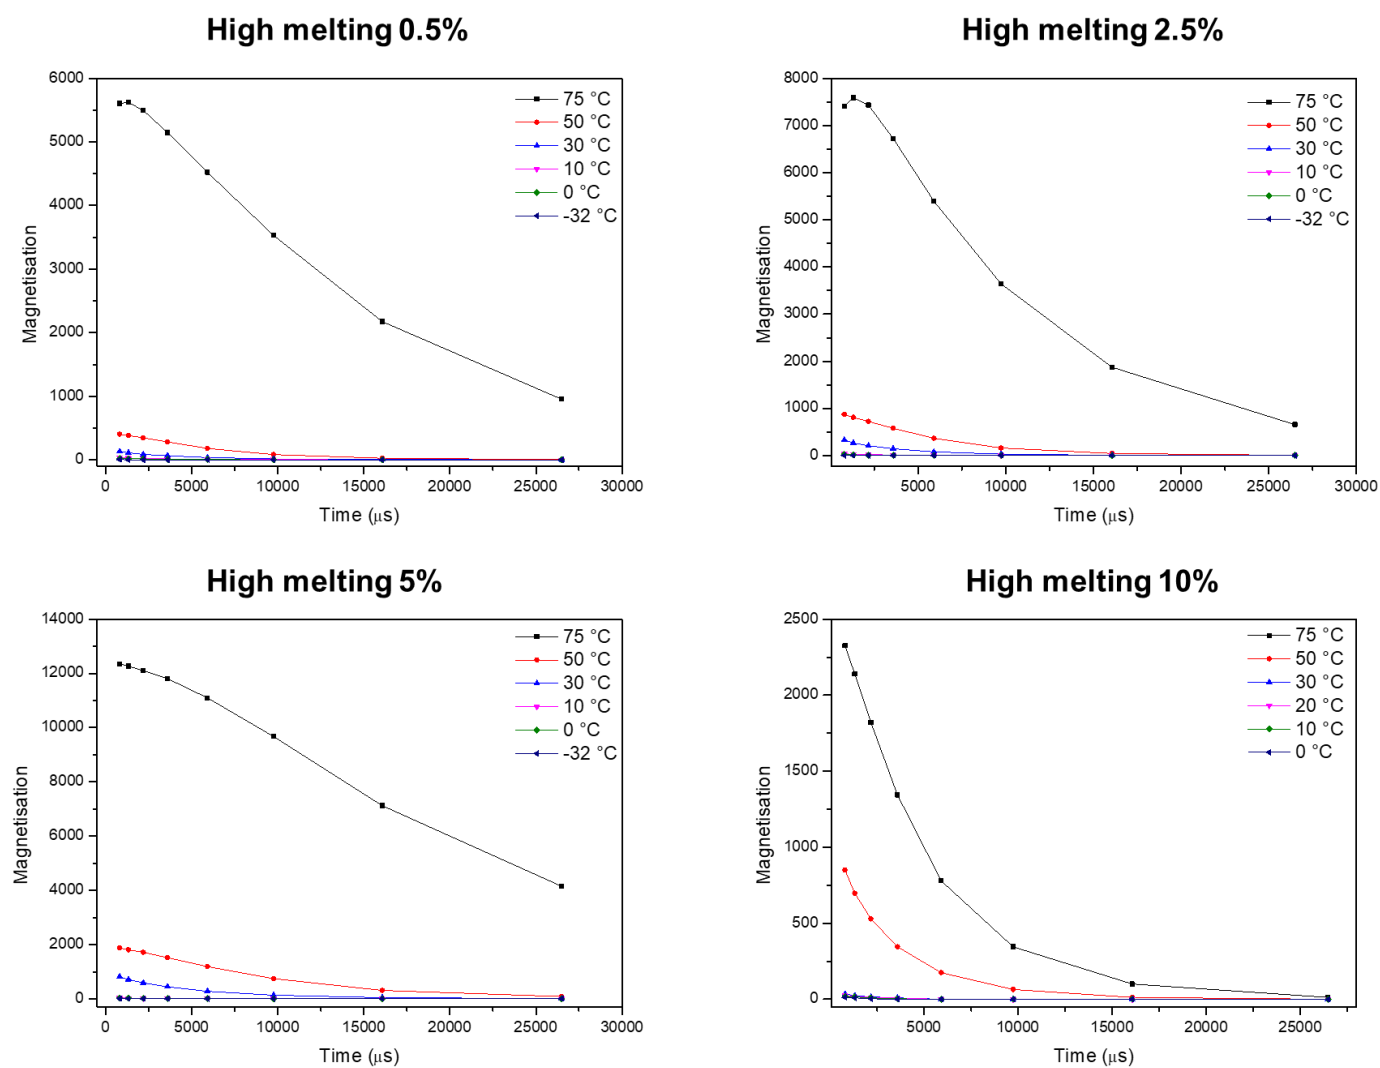 High melting 0.5%
6000
5000
4000
3000
2000
1000
0
0 5000 10000 15000 20000 25000 30000
Magnetisation
Time (μs)
75 °C
50 °C
30 °C
10 °C
0 °C
-32 °C
High melting 2.5%
8000
7000
6000
5000
4000
3000
2000
1000
0
5000 10000 15000 20000 25000 30000
Magnetisation
Time (μs)
75 °C
50 °C
30 °C
10 °C
0 °C
-32 °C
High melting 5%
14000
12000
10000
8000
6000
4000
2000
0
0 5000 10000 15000 20000 25000 30000
Magnetisation
Time (μs)
75 °C
50 °C
30 °C
10 °C
0 °C
-32 °C
High melting 10%
2500
2000
1500
1000
500
0
5000 10000 15000 20000 25000
Magnetisation
Time (μs)
75 °C
50 °C
30 °C
20 °C
10 °C
0 °C